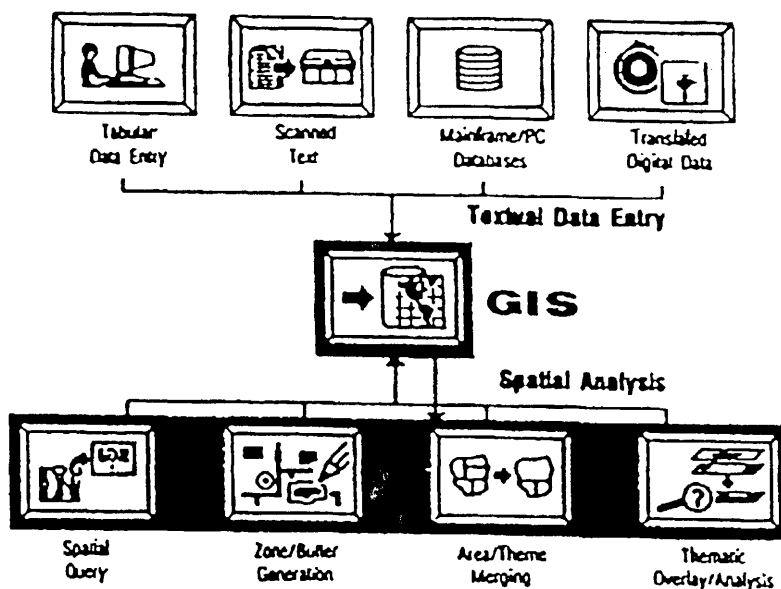 Tabular
Data Entry
Scanned
Text
Mainframe/PC
Databases
Translated
Digital Data
Textual Data Entry
GIS
Spatial Analysis
Spatial
Query
Zone/Buffer
Generation
Area/Theme
Merging
Thematic
Overlay/Analysis
?